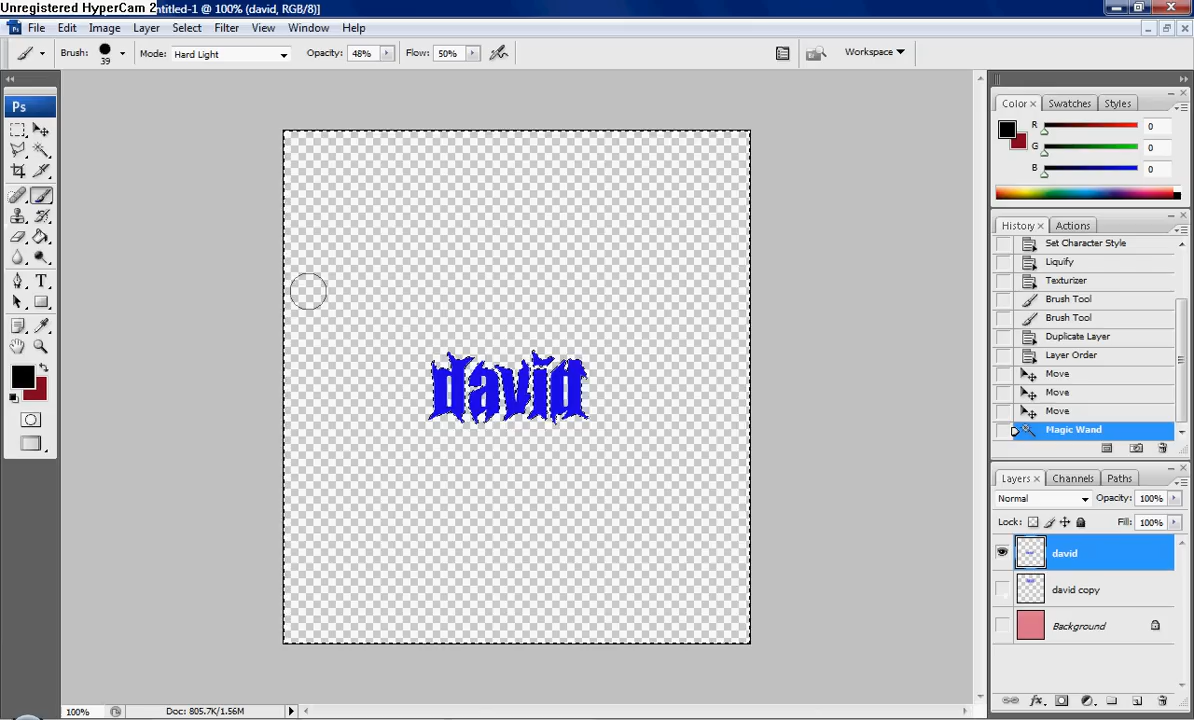 Unregistered HyperCam 2ntitled-1 @ 100% (david, RGB/8)]
File Edit Image Layer Select Filter View Window Help
Brush: 39 Mode: Hard Light Opacity: 48% Flow: 50% Workspace
Ps
Color × Swatches Styles
R 0
G 0
B 0
History × Actions
Set Character Style
Liquify
Texturizer
Brush Tool
Brush Tool
Duplicate Layer
Layer Order
Move
Move
Move
Magic Wand
david
Layers × Channels Paths
Normal Opacity: 100%
Lock: Fill: 100%
david
david copy
Background
100% Doc: 805.7K/1.56M